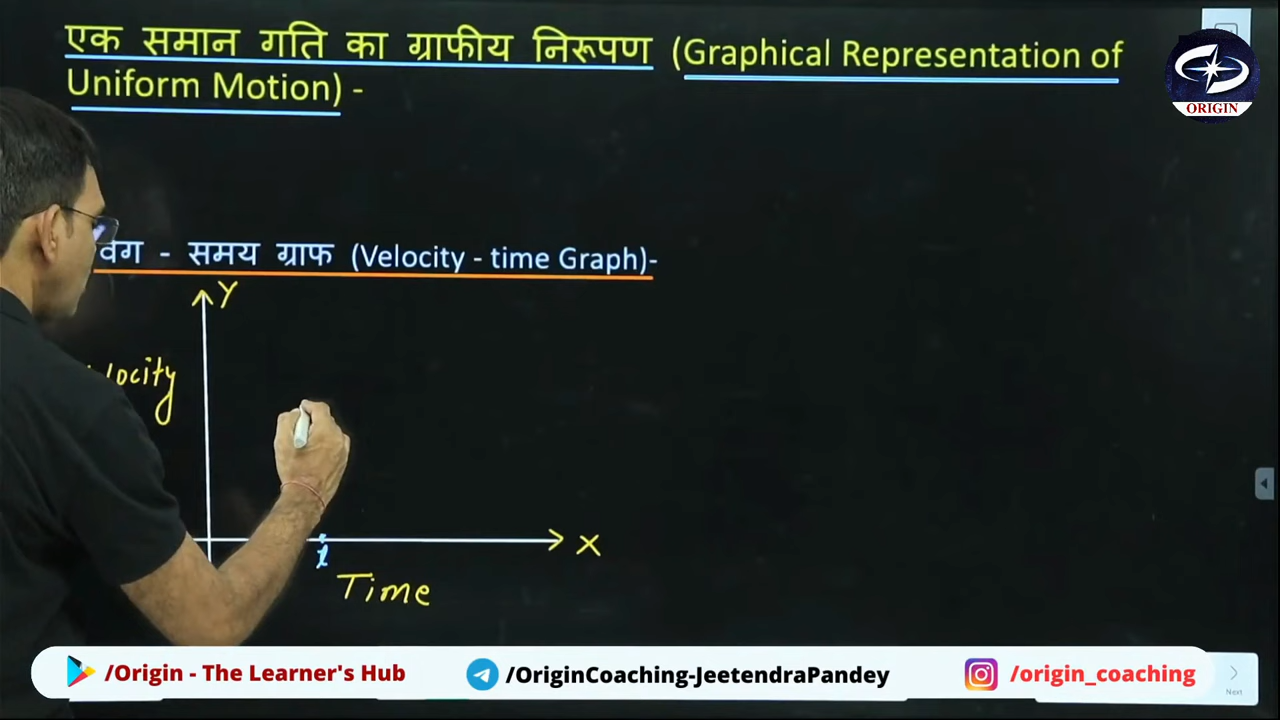 एक समान गति का ग्राफीय निरूपण (Graphical Representation of
Uniform Motion) -
ORIGIN
वेग - समय ग्राफ (Velocity - time Graph)-
Y
locity
X
Time
/Origin - The Learner's Hub
/OriginCoaching-JeetendraPandey
/origin_coaching
Next